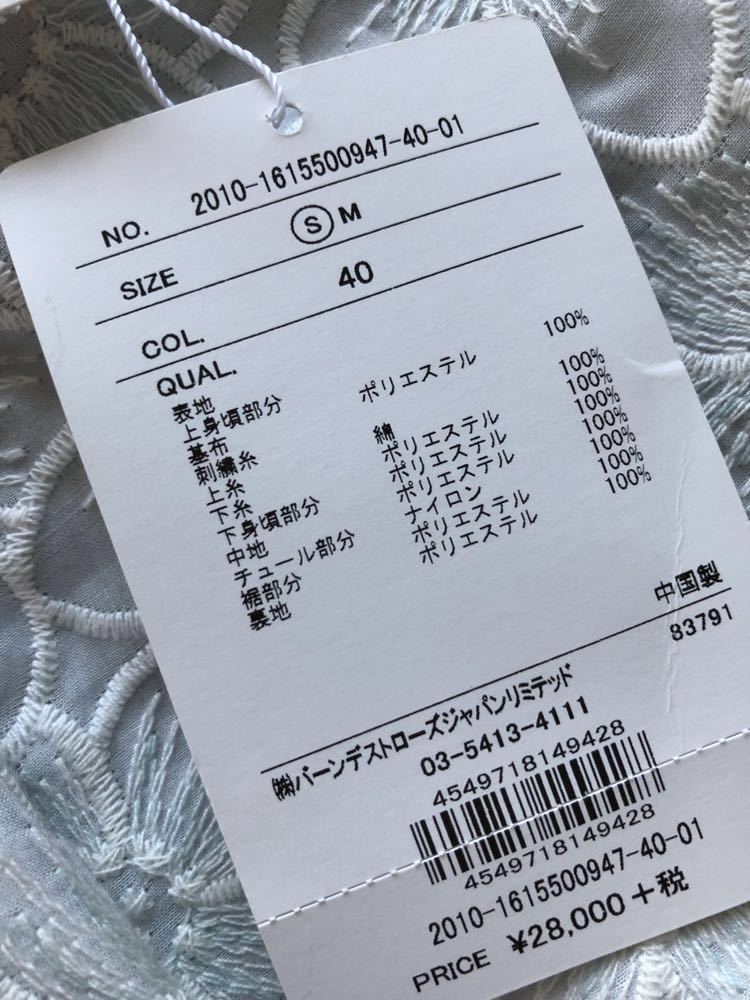 NO. 2010-1615500947-40-01
SIZE Ⓢ M
COL. 40
QUAL.
表地
上身頃部分
基布 ポリエステル 100%
刺繍糸
上糸 綿 100%
下糸 ポリエステル 100%
下身頃部分 ポリエステル 100%
中地 ポリエステル 100%
チュール部分 ナイロン 100%
裾部分 ポリエステル 100%
裏地 ポリエステル 100%
中国製
83791
㈱バーンデストローズジャパンリミテッド
03-5413-4111
4549718149428
4549718149428
2010-1615500947-40-01
PRICE ¥28,000＋税